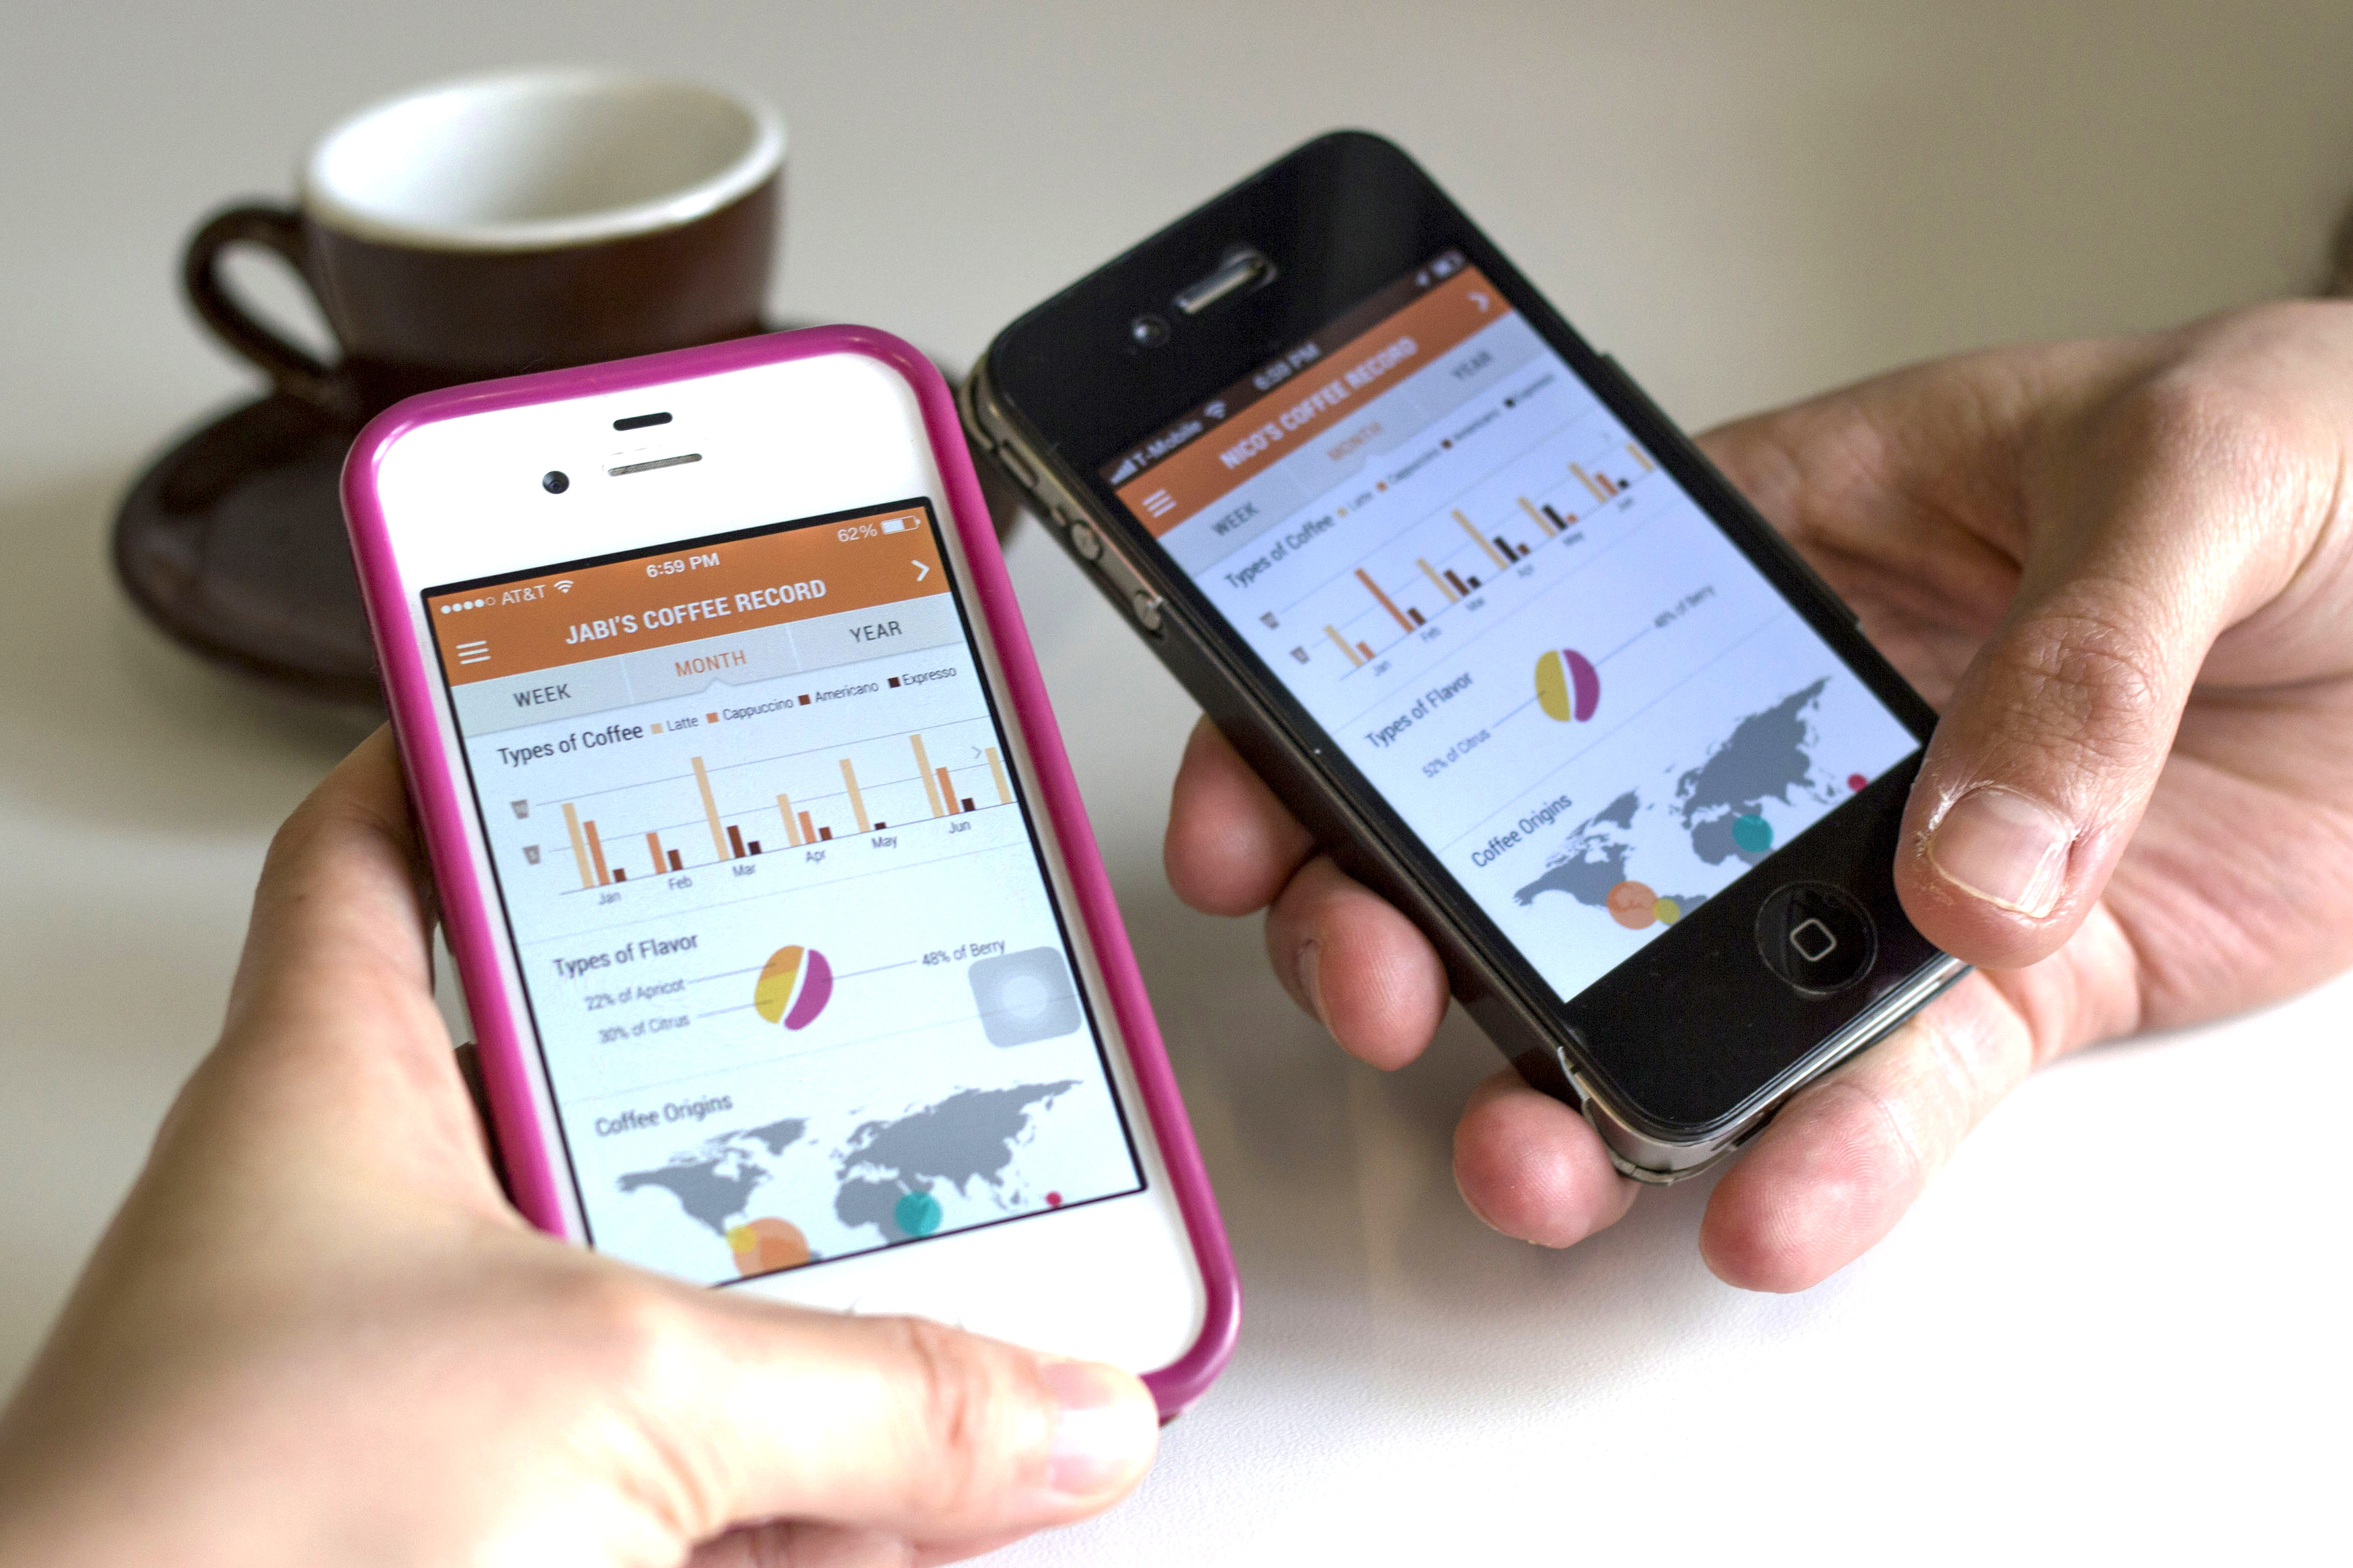 AT&T 6:59 PM 62%
JABI'S COFFEE RECORD
WEEK MONTH YEAR
Types of Coffee Latte Cappuccino Americano Expresso
Jan Feb Mar Apr May Jun
Types of Flavor
22% of Apricot
30% of Citrus
48% of Berry
Coffee Origins
T-Mobile 6:59 PM
NICO'S COFFEE RECORD
WEEK MONTH YEAR
Types of Coffee Latte Cappuccino Americano Expresso
Jan Feb Mar Apr May Jun
Types of Flavor
48% of Berry
52% of Citrus
Coffee Origins